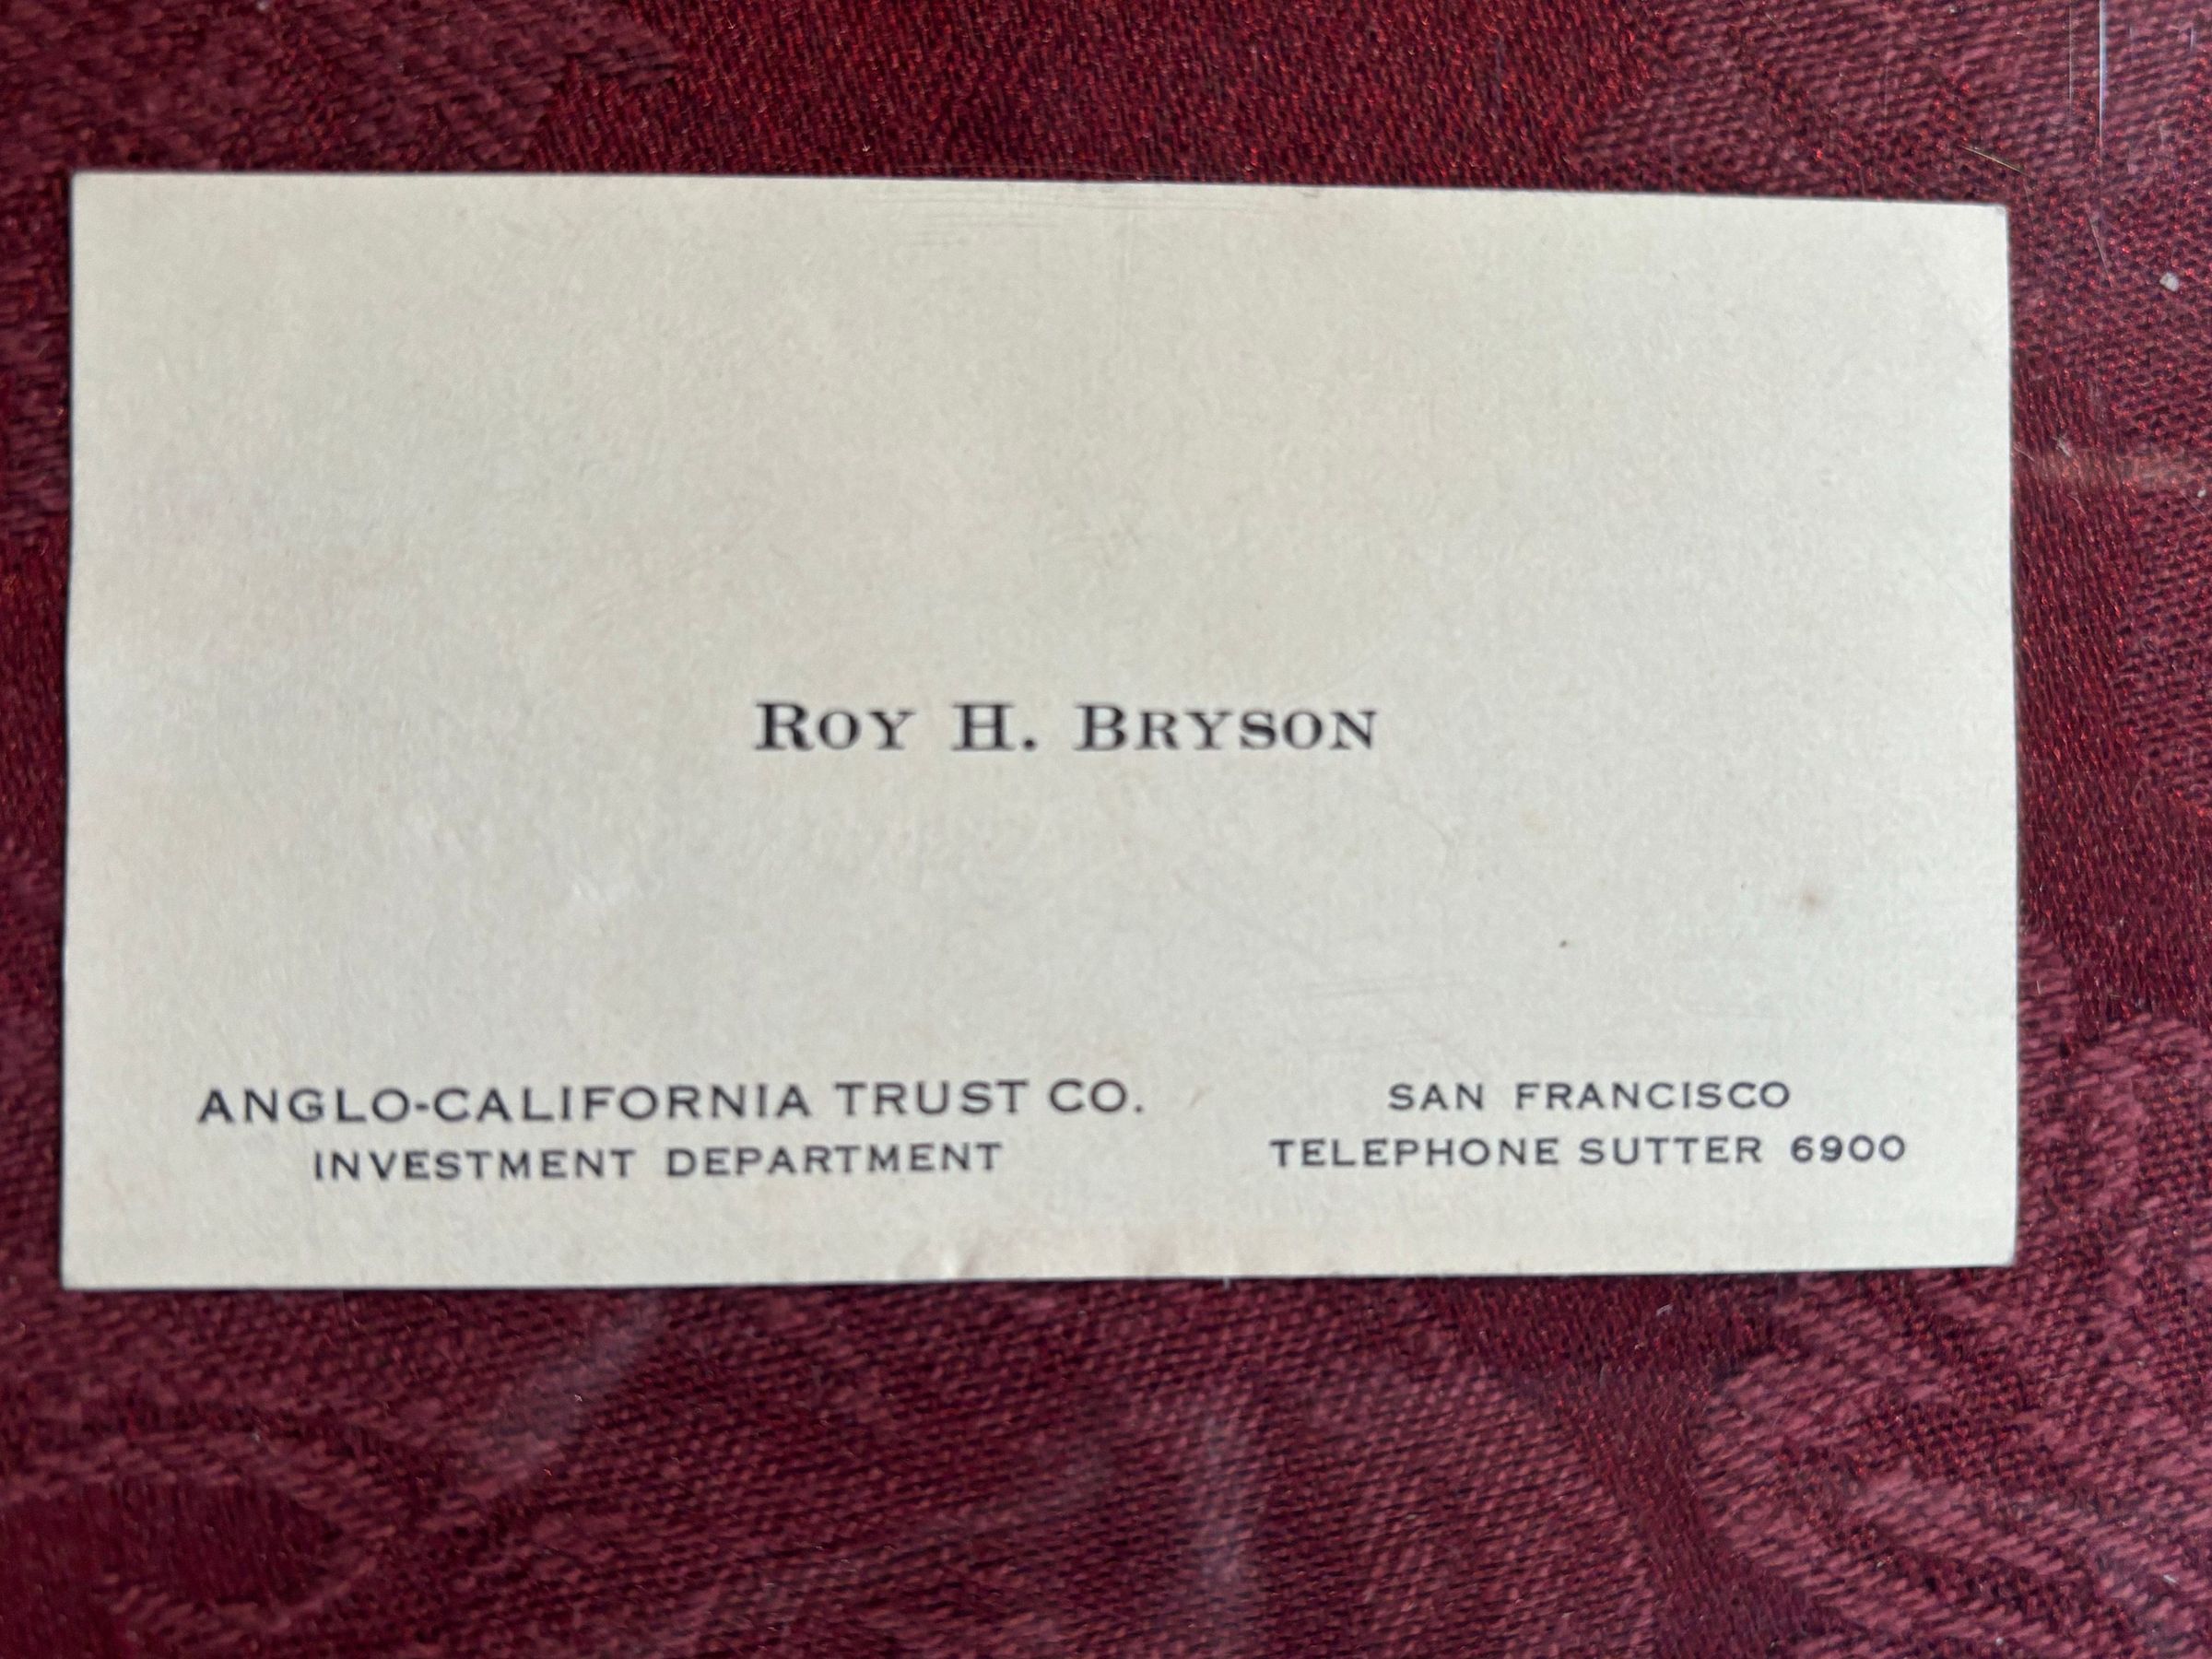 ROY H. BRYSON
ANGLO-CALIFORNIA TRUST CO.
INVESTMENT DEPARTMENT
SAN FRANCISCO
TELEPHONE SUTTER 6900